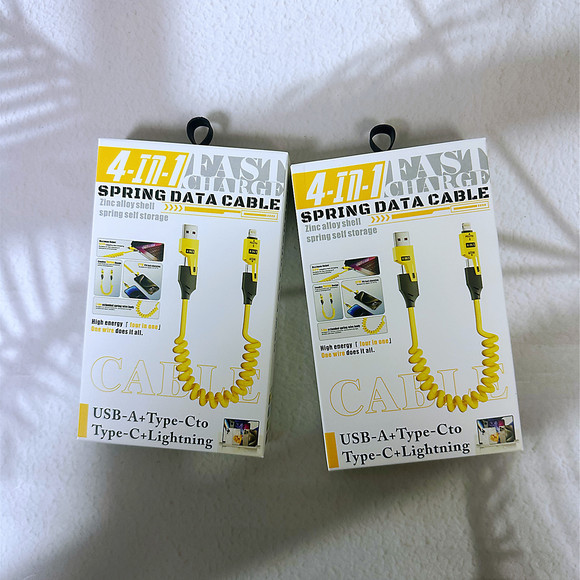 4-IN-1 FAST
CHARGE
SPRING DATA CABLE
Zinc alloy shell
spring self storage
High energy「four in one」
One wire does it all.
CABLE
USB-A+Type-Cto
Type-C+Lightning
4-IN-1 FAST
CHARGE
SPRING DATA CABLE
Zinc alloy shell
spring self storage
High energy「four in one」
One wire does it all.
CABLE
USB-A+Type-Cto
Type-C+Lightning